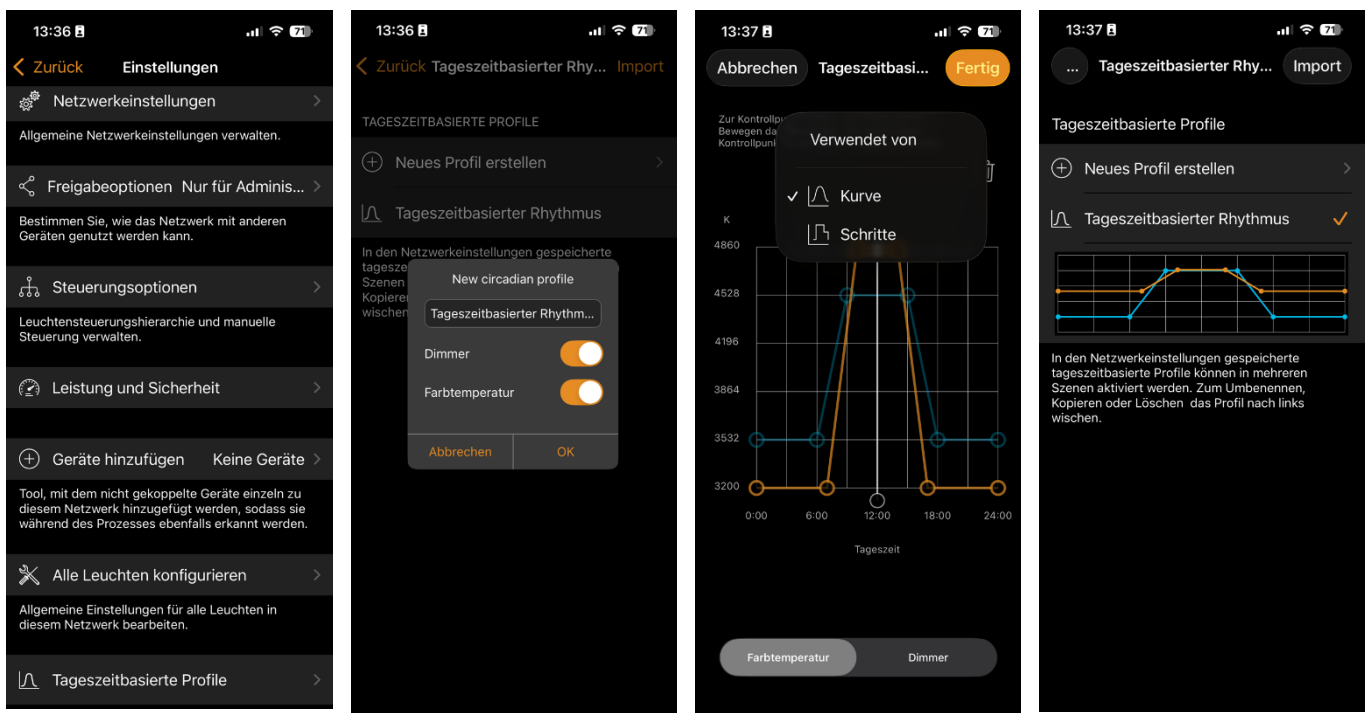 13:36
71
Zurück
Einstellungen
Netzwerkeinstellungen
Allgemeine Netzwerkeinstellungen verwalten.
Freigabeoptionen Nur für Adminis...
Bestimmen Sie, wie das Netzwerk mit anderen
Geräten genutzt werden kann.
Steuerungsoptionen
Leuchtensteuerungshierarchie und manuelle
Steuerung verwalten.
Leistung und Sicherheit
Geräte hinzufügen Keine Geräte
Tool, mit dem nicht gekoppelte Geräte einzeln zu
diesem Netzwerk hinzugefügt werden, sodass sie
während des Prozesses ebenfalls erkannt werden.
Alle Leuchten konfigurieren
Allgemeine Einstellungen für alle Leuchten in
diesem Netzwerk bearbeiten.
Tageszeitbasierte Profile
13:36
71
Zurück Tageszeitbasierter Rhy... Import
TAGESZEITBASIERTE PROFILE
Neues Profil erstellen
Tageszeitbasierter Rhythmus
In den Netzwerkeinstellungen gespeicherte
Szenen
wischen
New circadian profile
Tageszeitbasierter Rhythm...
Dimmer
Farbtemperatur
Abbrechen OK
13:37
71
Abbrechen Tageszeitbasi... Fertig
Zur
Bewegen
Verwendet von
Kurve
Schritte
K
4860
4528
4196
3864
3532
3200
0:00 6:00 12:00 18:00 24:00
Tageszeit
Farbtemperatur Dimmer
13:37
71
... Tageszeitbasierter Rhy... Import
Tageszeitbasierte Profile
Neues Profil erstellen
Tageszeitbasierter Rhythmus
In den Netzwerkeinstellungen gespeicherte
tageszeitbasierte Profile können in mehreren
Szenen aktiviert werden. Zum Umbenennen,
Kopieren oder Löschen das Profil nach links
wischen.